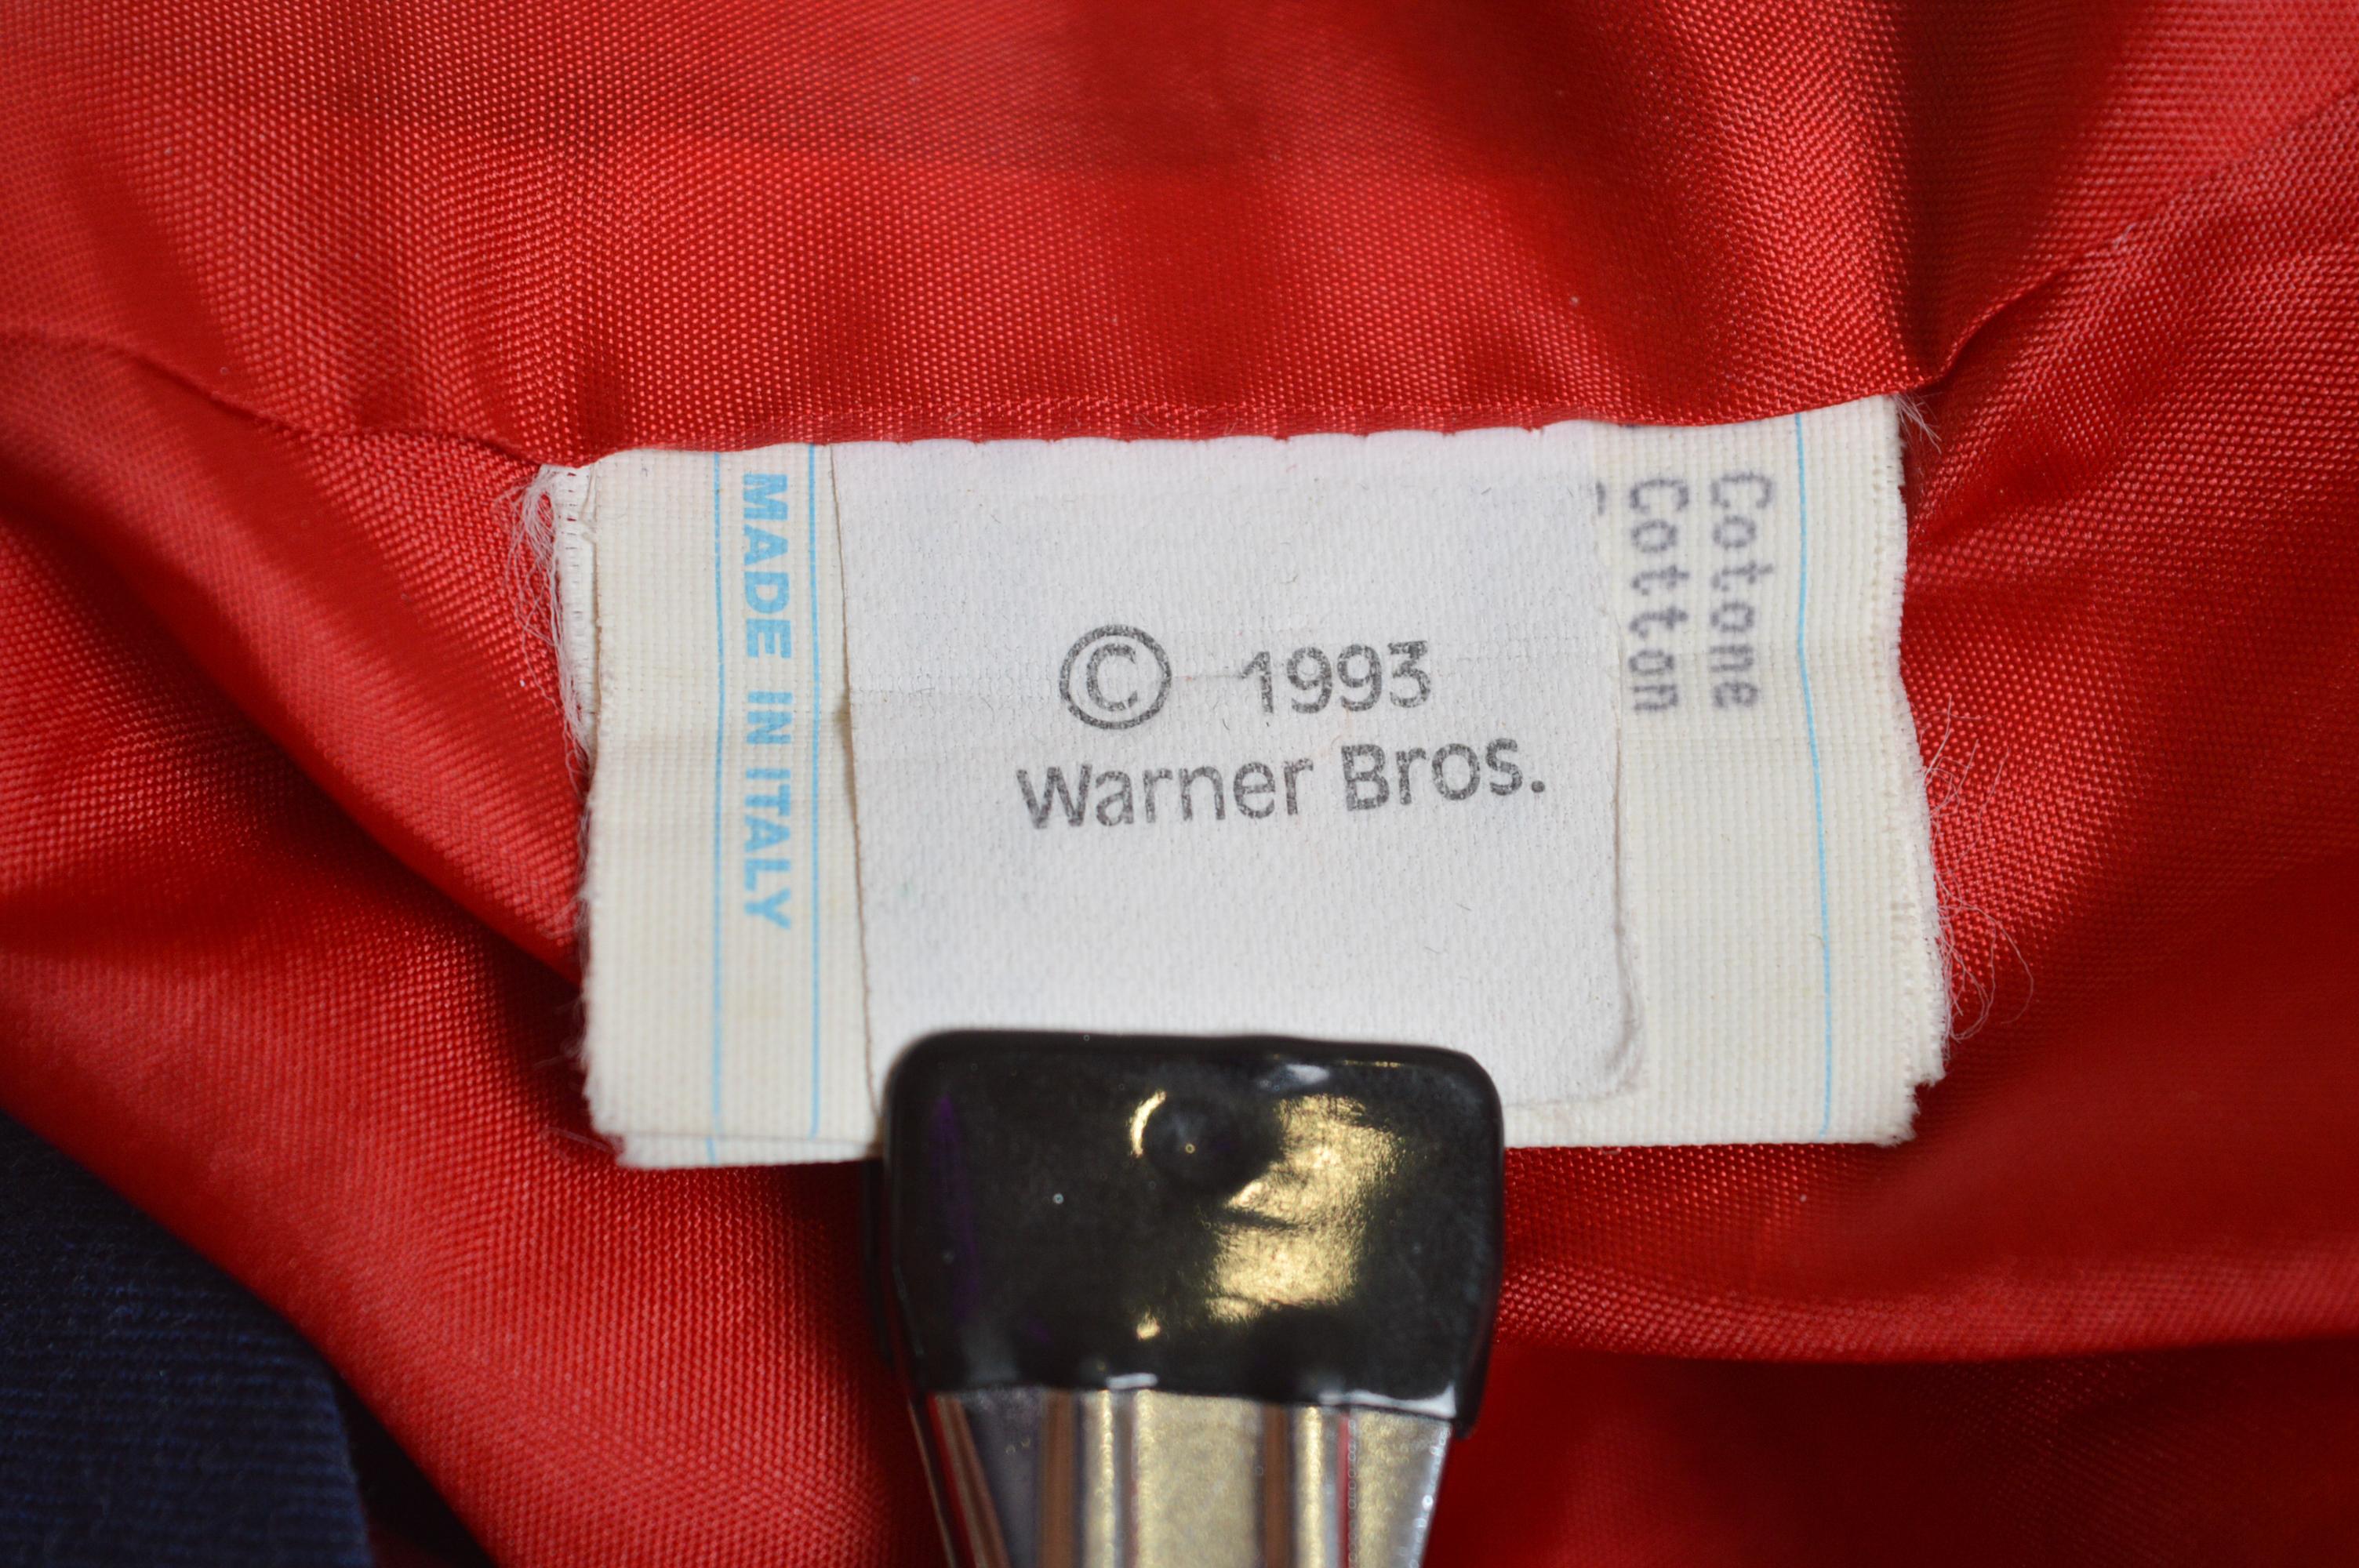 MADE IN ITALY
© 1993
Warner Bros.
Cotone
Cotton